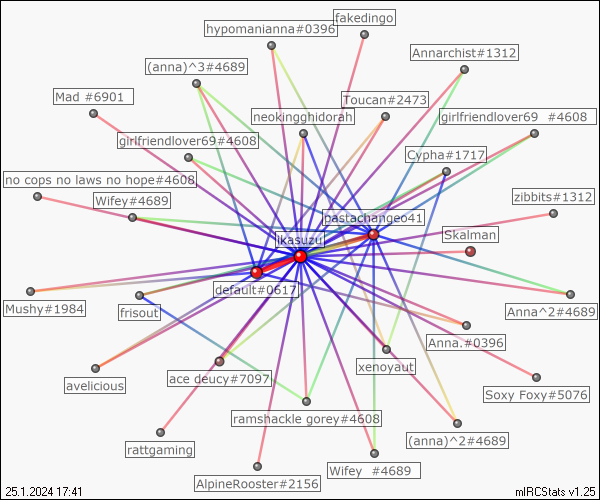 fakedingo
hypomanianna#0396
Annarchist#1312
(anna)^3#4689
Mad #6901
Toucan#2473
neokingghidorah
girlfriendlover69 #4608
girlfriendlover69#4608
Cypha#1717
no cops no laws no hope#4608
zibbits#1312
Wifey#4689
pastachangeo41
Skalman
iKasuzu
default#0617
Mushy#1984
frisout
Anna^2#4689
Anna.#0396
xenoyaut
avelicious
ace deucy#7097
Soxy Foxy#5076
ramshackle gorey#4608
(anna)^2#4689
rattgaming
Wifey #4689
AlpineRooster#2156
25.1.2024 17:41
mIRCStats v1.25